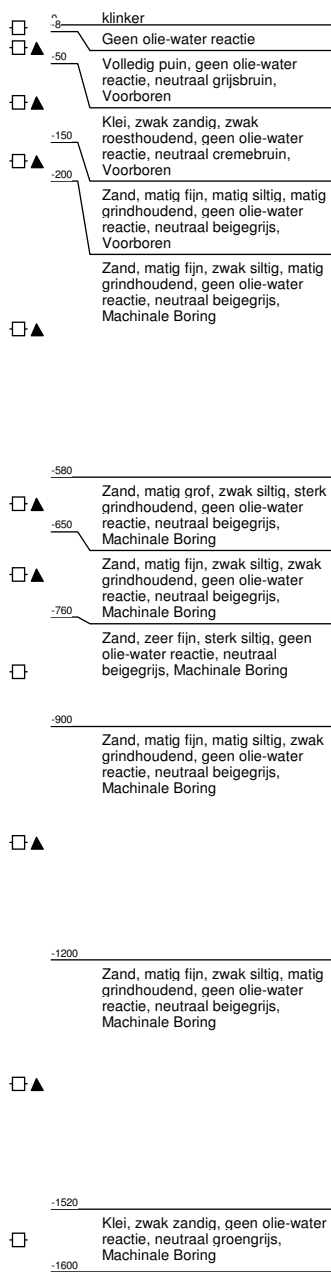 0
klinker
-8
Geen olie-water reactie
-50
Volledig puin, geen olie-water
reactie, neutraal grijsbruin,
Voorboren
Klei, zwak zandig, zwak
roesthoudend, geen olie-water
reactie, neutraal cremebruin,
Voorboren
-150
Zand, matig fijn, matig siltig, matig
grindhoudend, geen olie-water
reactie, neutraal beigegrijs,
Voorboren
-200
Zand, matig fijn, zwak siltig, matig
grindhoudend, geen olie-water
reactie, neutraal beigegrijs,
Machinale Boring
-580
Zand, matig grof, zwak siltig, sterk
grindhoudend, geen olie-water
reactie, neutraal beigegrijs,
Machinale Boring
-650
Zand, matig fijn, zwak siltig, zwak
grindhoudend, geen olie-water
reactie, neutraal beigegrijs,
Machinale Boring
-760
Zand, zeer fijn, sterk siltig, geen
olie-water reactie, neutraal
beigegrijs, Machinale Boring
-900
Zand, matig fijn, matig siltig, zwak
grindhoudend, geen olie-water
reactie, neutraal beigegrijs,
Machinale Boring
-1200
Zand, matig fijn, zwak siltig, matig
grindhoudend, geen olie-water
reactie, neutraal beigegrijs,
Machinale Boring
-1520
Klei, zwak zandig, geen olie-water
reactie, neutraal groengrijs,
Machinale Boring
-1600